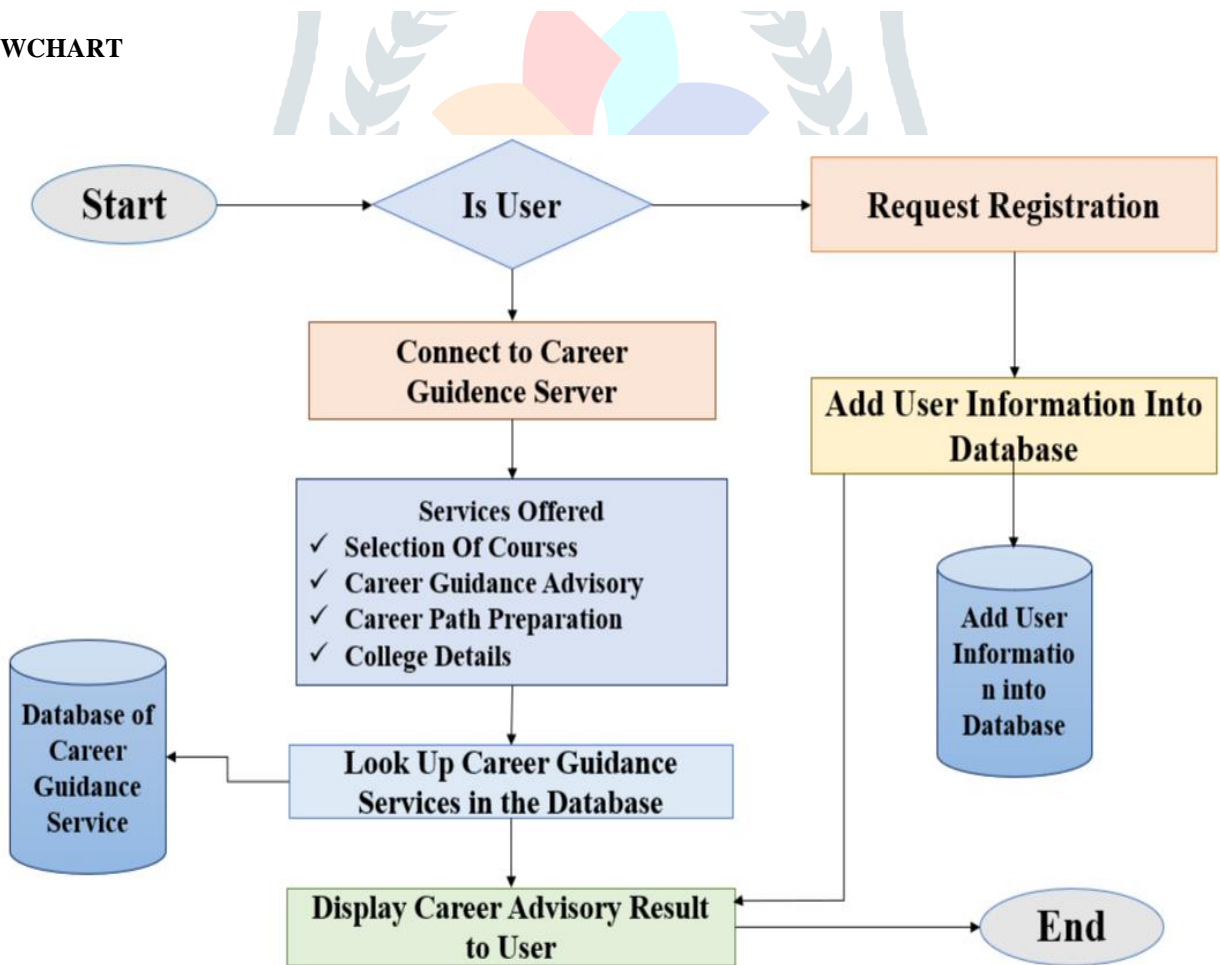 WCHART
Start
Is User
Request Registration
Connect to Career
Guidence Server
Add User Information Into
Database
Services Offered
✓ Selection Of Courses
✓ Career Guidance Advisory
✓ Career Path Preparation
✓ College Details
Add User
Informatio
n into
Database
Database of
Career
Guidance
Service
Look Up Career Guidance
Services in the Database
Display Career Advisory Result
to User
End